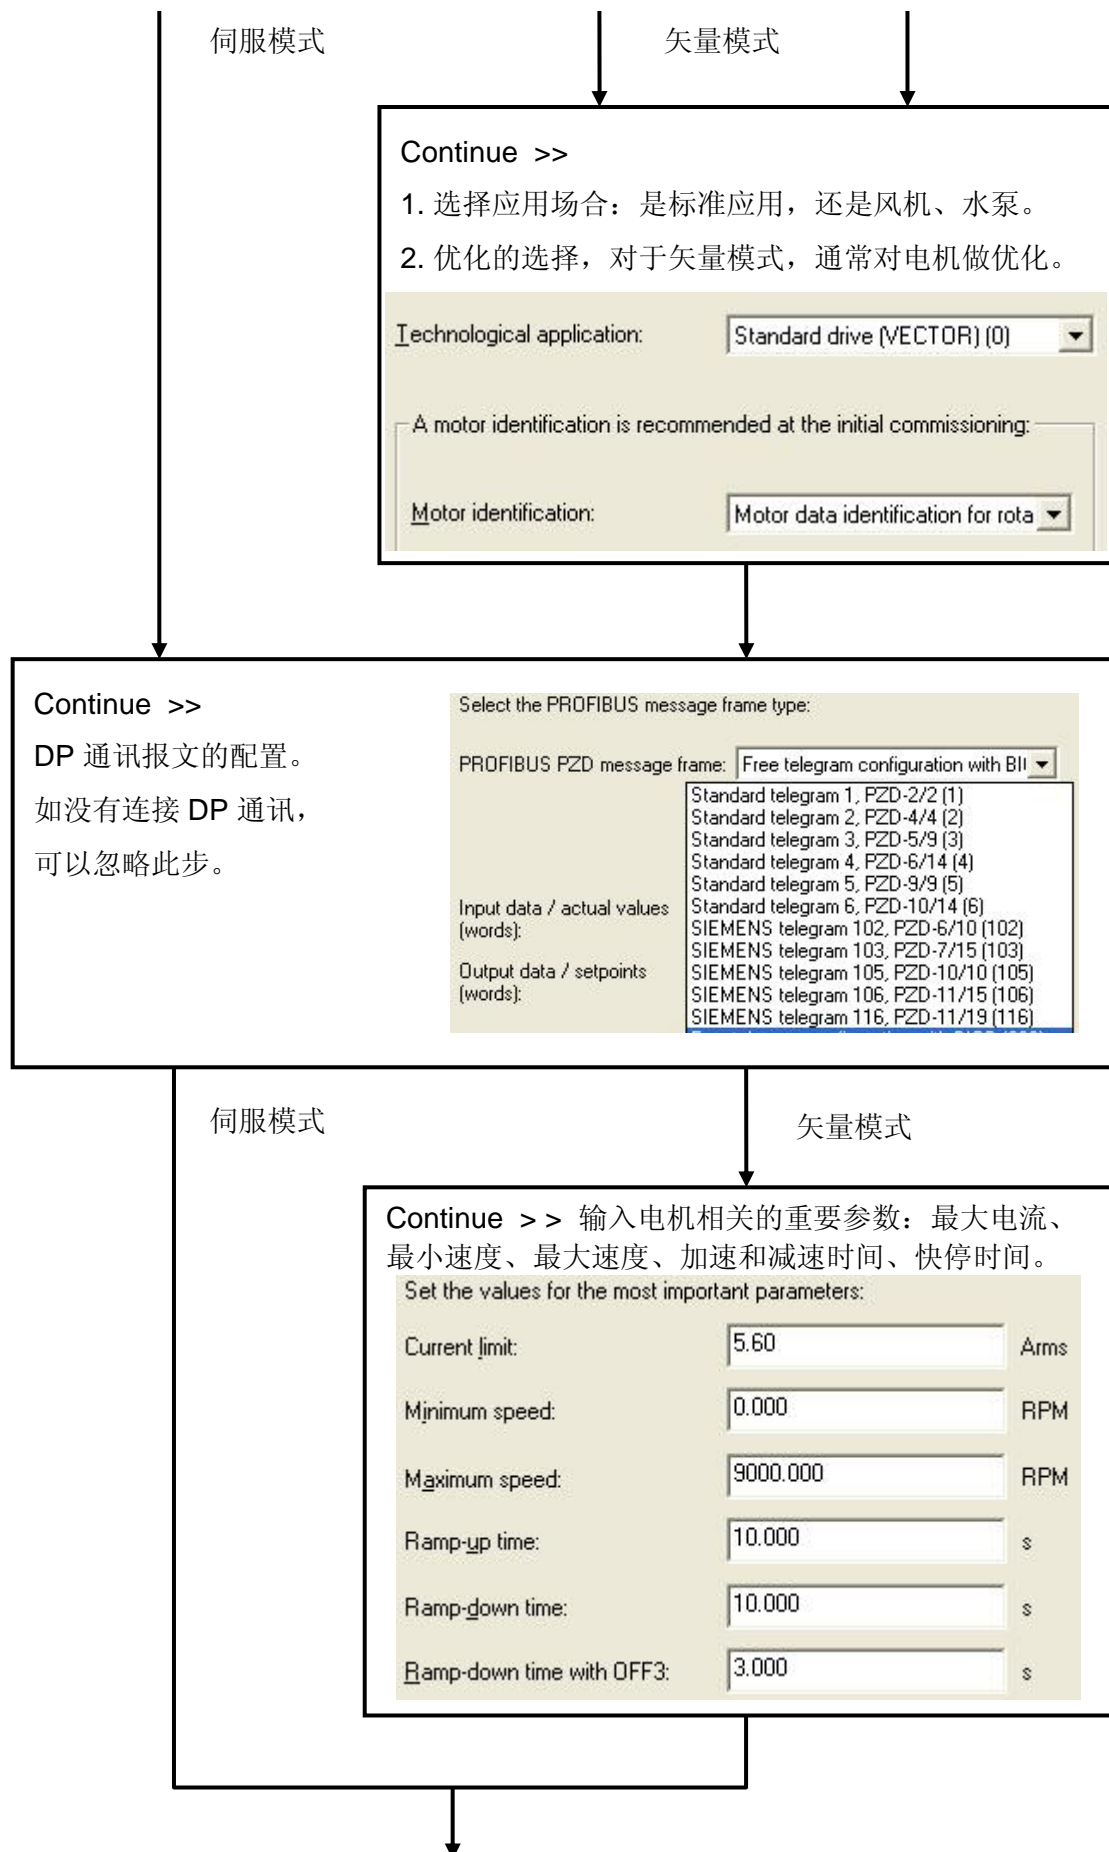 伺服模式
矢量模式
Continue >>
1. 选择应用场合：是标准应用，还是风机、水泵。
2. 优化的选择，对于矢量模式，通常对电机做优化。
Technological application:
Standard drive (VECTOR) (0)
A motor identification is recommended at the initial commissioning:
Motor identification:
Motor data identification for rota
Continue >>
DP 通讯报文的配置。
如没有连接 DP 通讯，
可以忽略此步。
Select the PROFIBUS message frame type:
PROFIBUS PZD message frame:
Free telegram configuration with BI
Standard telegram 1, PZD-2/2 (1)
Standard telegram 2, PZD-4/4 (2)
Standard telegram 3, PZD-5/9 (3)
Standard telegram 4, PZD-6/14 (4)
Standard telegram 5, PZD-9/9 (5)
Standard telegram 6, PZD-10/14 (6)
SIEMENS telegram 102, PZD-6/10 (102)
SIEMENS telegram 103, PZD-7/15 (103)
SIEMENS telegram 105, PZD-10/10 (105)
SIEMENS telegram 106, PZD-11/15 (106)
SIEMENS telegram 116, PZD-11/19 (116)
Input data / actual values
(words):
Output data / setpoints
(words):
伺服模式
矢量模式
Continue > > 输入电机相关的重要参数：最大电流、
最小速度、最大速度、加速和减速时间、快停时间。
Set the values for the most important parameters:
Current limit:
5.60
Arms
Minimum speed:
0.000
RPM
Maximum speed:
9000.000
RPM
Ramp-up time:
10.000
s
Ramp-down time:
10.000
s
Ramp-down time with OFF3:
3.000
s